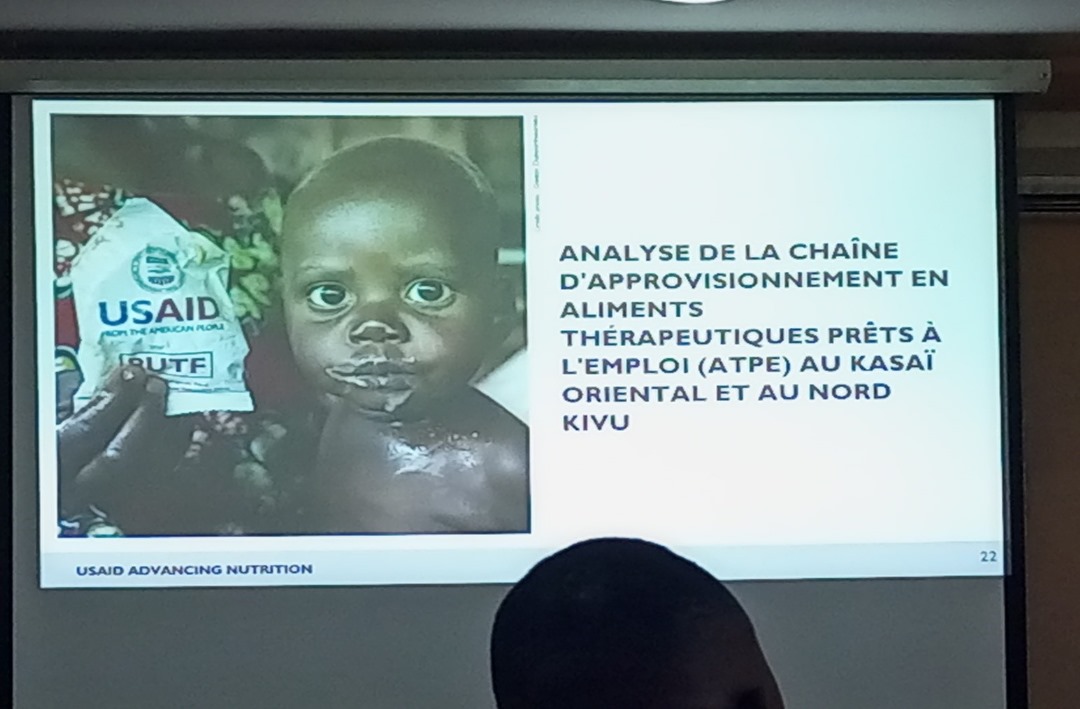 USAID
FROM THE AMERICAN PEOPLE
RUTF
ANALYSE DE LA CHAÎNE
D'APPROVISIONNEMENT EN
ALIMENTS
THÉRAPEUTIQUES PRÊTS À
L'EMPLOI (ATPE) AU KASAÏ
ORIENTAL ET AU NORD
KIVU
USAID ADVANCING NUTRITION
22